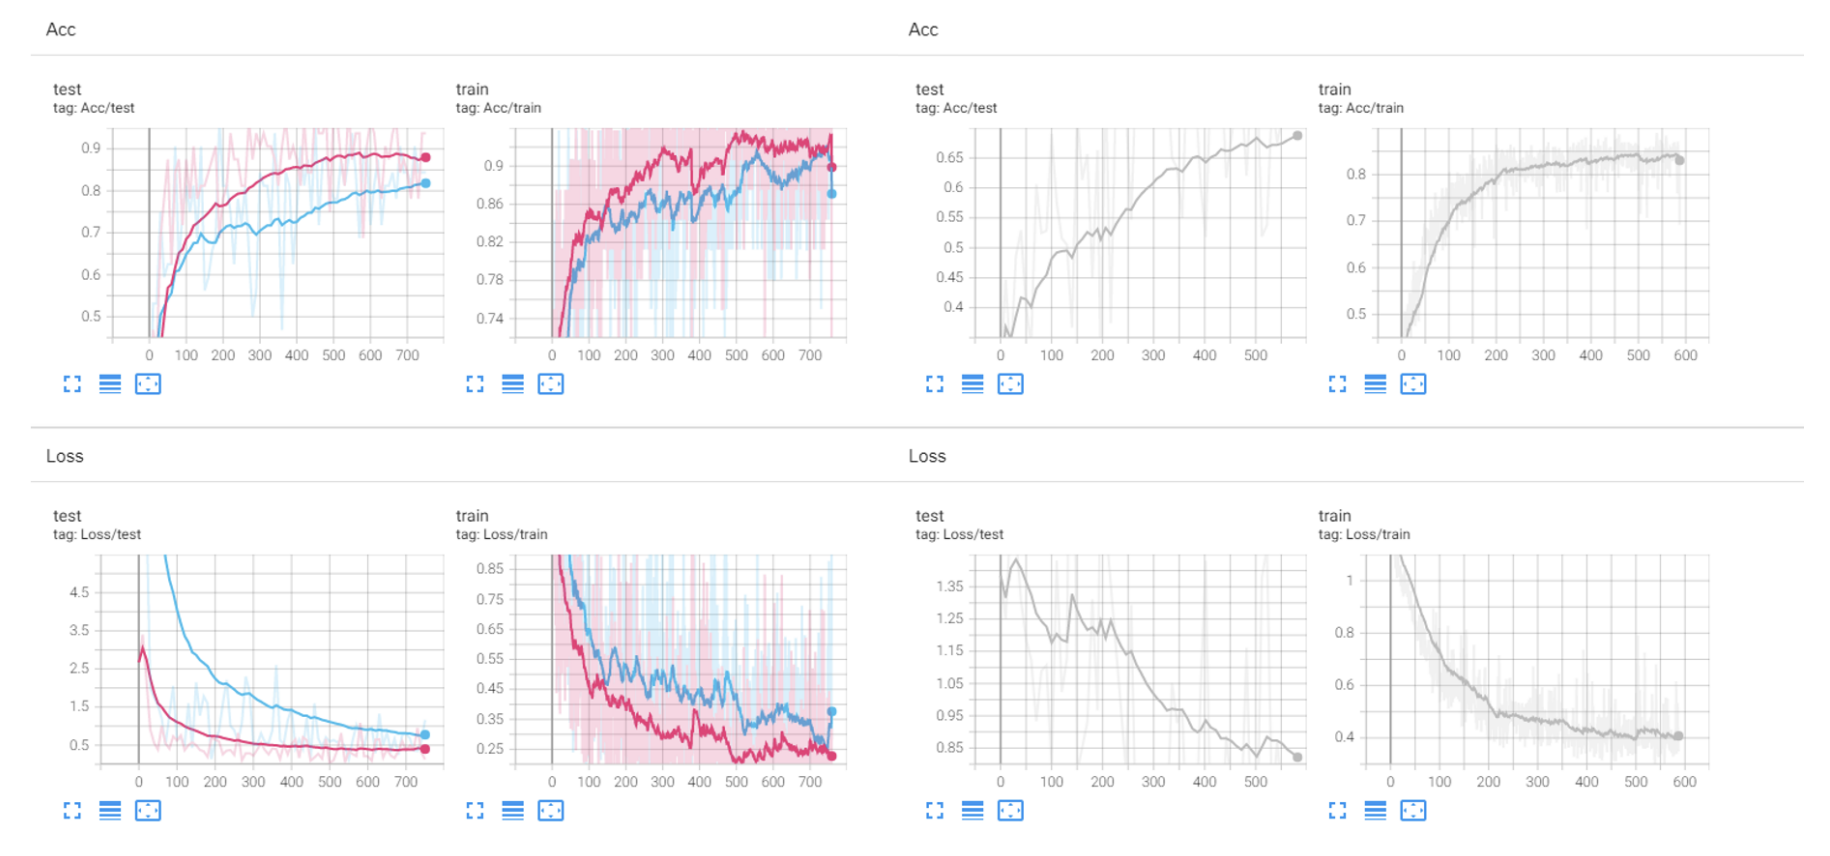 Acc
Acc
test
tag: Acc/test
0.9
0.8
0.7
0.6
0.5
0 100 200 300 400 500 600 700
train
tag: Acc/train
0.9
0.86
0.82
0.78
0.74
0 100 200 300 400 500 600 700
test
tag: Acc/test
0.65
0.6
0.55
0.5
0.45
0.4
0 100 200 300 400 500
train
tag: Acc/train
0.8
0.7
0.6
0.5
0 100 200 300 400 500 600
Loss
Loss
test
tag: Loss/test
4.5
3.5
2.5
1.5
0.5
0 100 200 300 400 500 600 700
train
tag: Loss/train
0.85
0.75
0.65
0.55
0.45
0.35
0.25
0 100 200 300 400 500 600 700
test
tag: Loss/test
1.35
1.25
1.15
1.05
0.95
0.85
0 100 200 300 400 500
train
tag: Loss/train
1
0.8
0.6
0.4
0 100 200 300 400 500 600